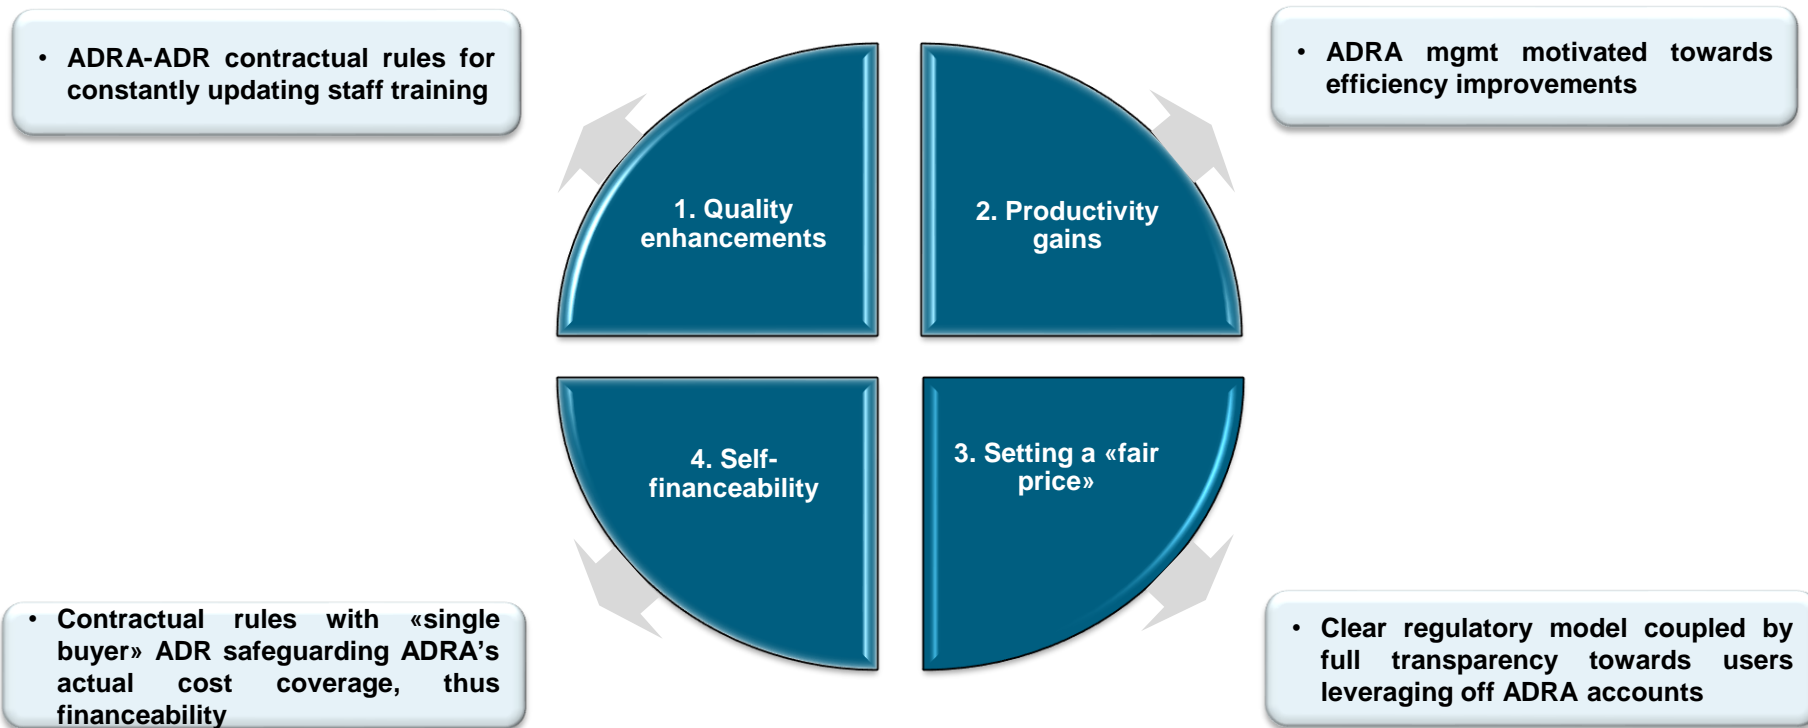 • ADRA-ADR contractual rules for
constantly updating staff training
• ADRA mgmt motivated towards
efficiency improvements
1. Quality
enhancements
2. Productivity
gains
4. Self-
financeability
3. Setting a «fair
price»
• Contractual rules with «single
buyer» ADR safeguarding ADRA's
actual cost coverage, thus
financeability
• Clear regulatory model coupled by
full transparency towards users
leveraging off ADRA accounts